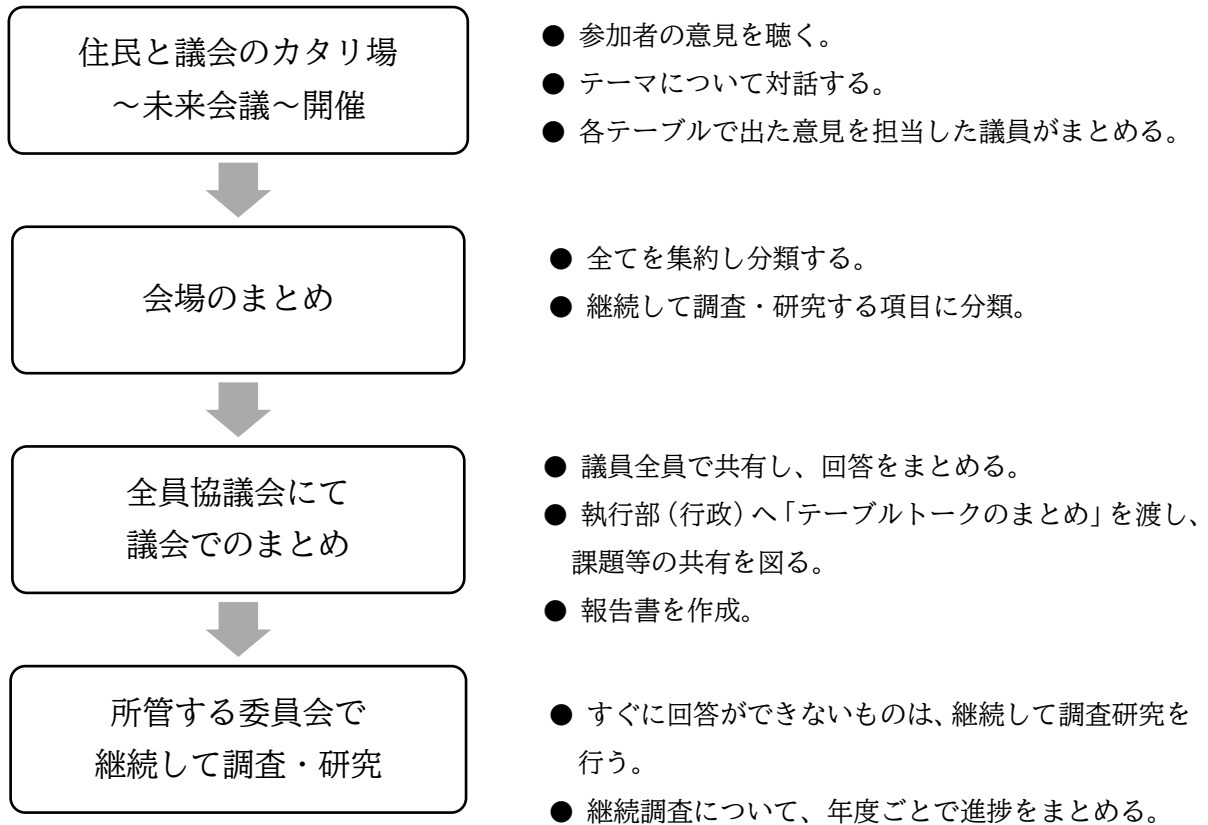 住民と議会のカタリ場
～未来会議～開催
● 参加者の意見を聴く。
● テーマについて対話する。
● 各テーブルで出た意見を担当した議員がまとめる。
会場のまとめ
● 全てを集約し分類する。
● 継続して調査・研究する項目に分類。
全員協議会にて
議会でのまとめ
● 議員全員で共有し、回答をまとめる。
● 執行部（行政）へ「テーブルトークのまとめ」を渡し、
課題等の共有を図る。
● 報告書を作成。
所管する委員会で
継続して調査・研究
● すぐに回答ができないものは、継続して調査研究を
行う。
● 継続調査について、年度ごとで進捗をまとめる。